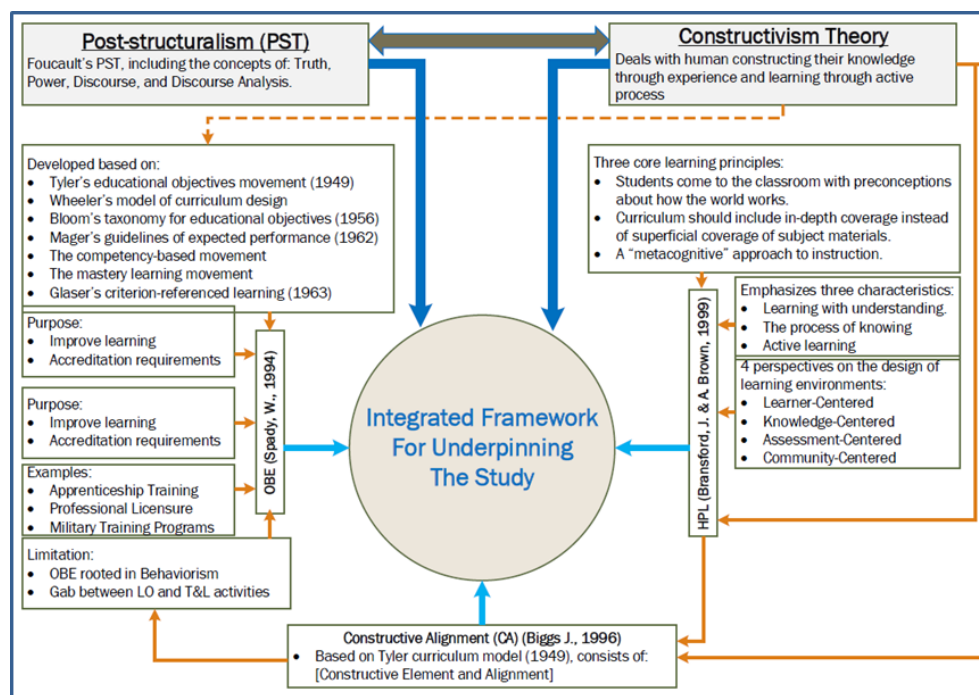 Post-structuralism (PST)
Foucault's PST, including the concepts of: Truth,
Power, Discourse, and Discourse Analysis.
Constructivism Theory
Deals with human constructing their knowledge
through experience and learning through active
process
Developed based on:
• Tyler's educational objectives movement (1949)
• Wheeler's model of curriculum design
• Bloom's taxonomy for educational objectives (1956)
• Mager's guidelines of expected performance (1962)
• The competency-based movement
• The mastery learning movement
• Glaser's criterion-referenced learning (1963)
Three core learning principles:
• Students come to the classroom with preconceptions
about how the world works.
• Curriculum should include in-depth coverage instead
of superficial coverage of subject materials.
• A "metacognitive" approach to instruction.
Purpose:
• Improve learning
• Accreditation requirements
Purpose:
• Improve learning
• Accreditation requirements
Examples:
• Apprenticeship Training
• Professional Licensure
• Military Training Programs
Limitation:
• OBE rooted in Behaviorism
• Gab between LO and T&L activities
OBE (Spady, W., 1994)
Integrated Framework
For Underpinning
The Study
HPL (Bransford, J. & A. Brown, 1999)
Emphasizes three characteristics:
• Learning with understanding.
• The process of knowing
• Active learning
4 perspectives on the design of
learning environments:
• Learner-Centered
• Knowledge-Centered
• Assessment-Centered
• Community-Centered
Constructive Alignment (CA) (Biggs J., 1996)
• Based on Tyler curriculum model (1949), consists of:
[Constructive Element and Alignment]